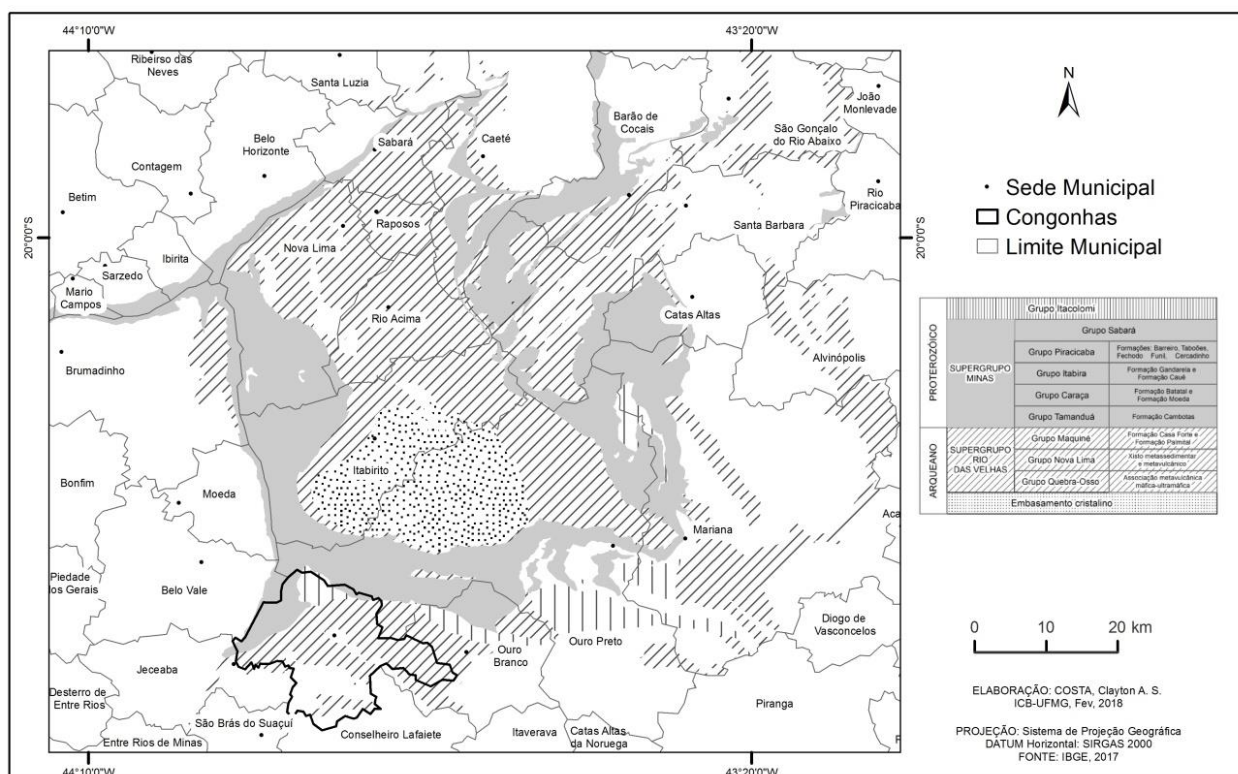 44°10'0"W
43°20'0"W
Ribeirso das
Neves
Santa Luzia
João
Monlevade
Barão de
Cocais
São Gonçalo
do Rio Abaixo
Belo
Horizonte
Sabará
Caeté
Contagem
Rio
Piracicaba
Betim
Raposos
Santa Barbara
20°0'0"S
Nova Lima
20°0'0"S
Ibirita
Sarzedo
Mario
Campos
Rio Acima
Catas Altas
Brumadinho
Alvinópolis
Itabirito
Bonfim
Moeda
Aca
Mariana
Piedade
dos Gerais
Belo Vale
Diogo de
Vasconcelos
Ouro
Branco
Ouro Preto
Jeceaba
Desterro de
Entre Rios
Piranga
São Brás do Suaçuí
Conselheiro Lafaiete
Itaverava
Catas Altas
da Noruega
Entre Rios de Minas
44°10'0"W
43°20'0"W
N
Sede Municipal
Congonhas
Limite Municipal
PROTEROZÓICO
ARQUEANO
Grupo Itacolomi
SUPERGRUPO
MINAS
Grupo Sabará
Grupo Piracicaba
Formações: Barreiro, Taboões,
Fechodo Funil, Cercadinho
Grupo Itabira
Formação Gandarela e
Formação Cauê
Grupo Caraça
Formação Batatal e
Formação Moeda
Grupo Tamanduá
Formação Cambotas
SUPERGRUPO
RIO
DAS VELHAS
Grupo Maquiné
Formação Casa Forte e
Formação Palmital
Grupo Nova Lima
Xisto metassedimentar
e metavulcânico
Grupo Quebra-Osso
Associação metavulcânica
máfica-ultramáfica
Embasamento cristalino
0 10 20 km
ELABORAÇÃO: COSTA, Clayton A. S.
ICB-UFMG, Fev, 2018
PROJEÇÃO: Sistema de Projeção Geográfica
DATUM Horizontal: SIRGAS 2000
FONTE: IBGE, 2017